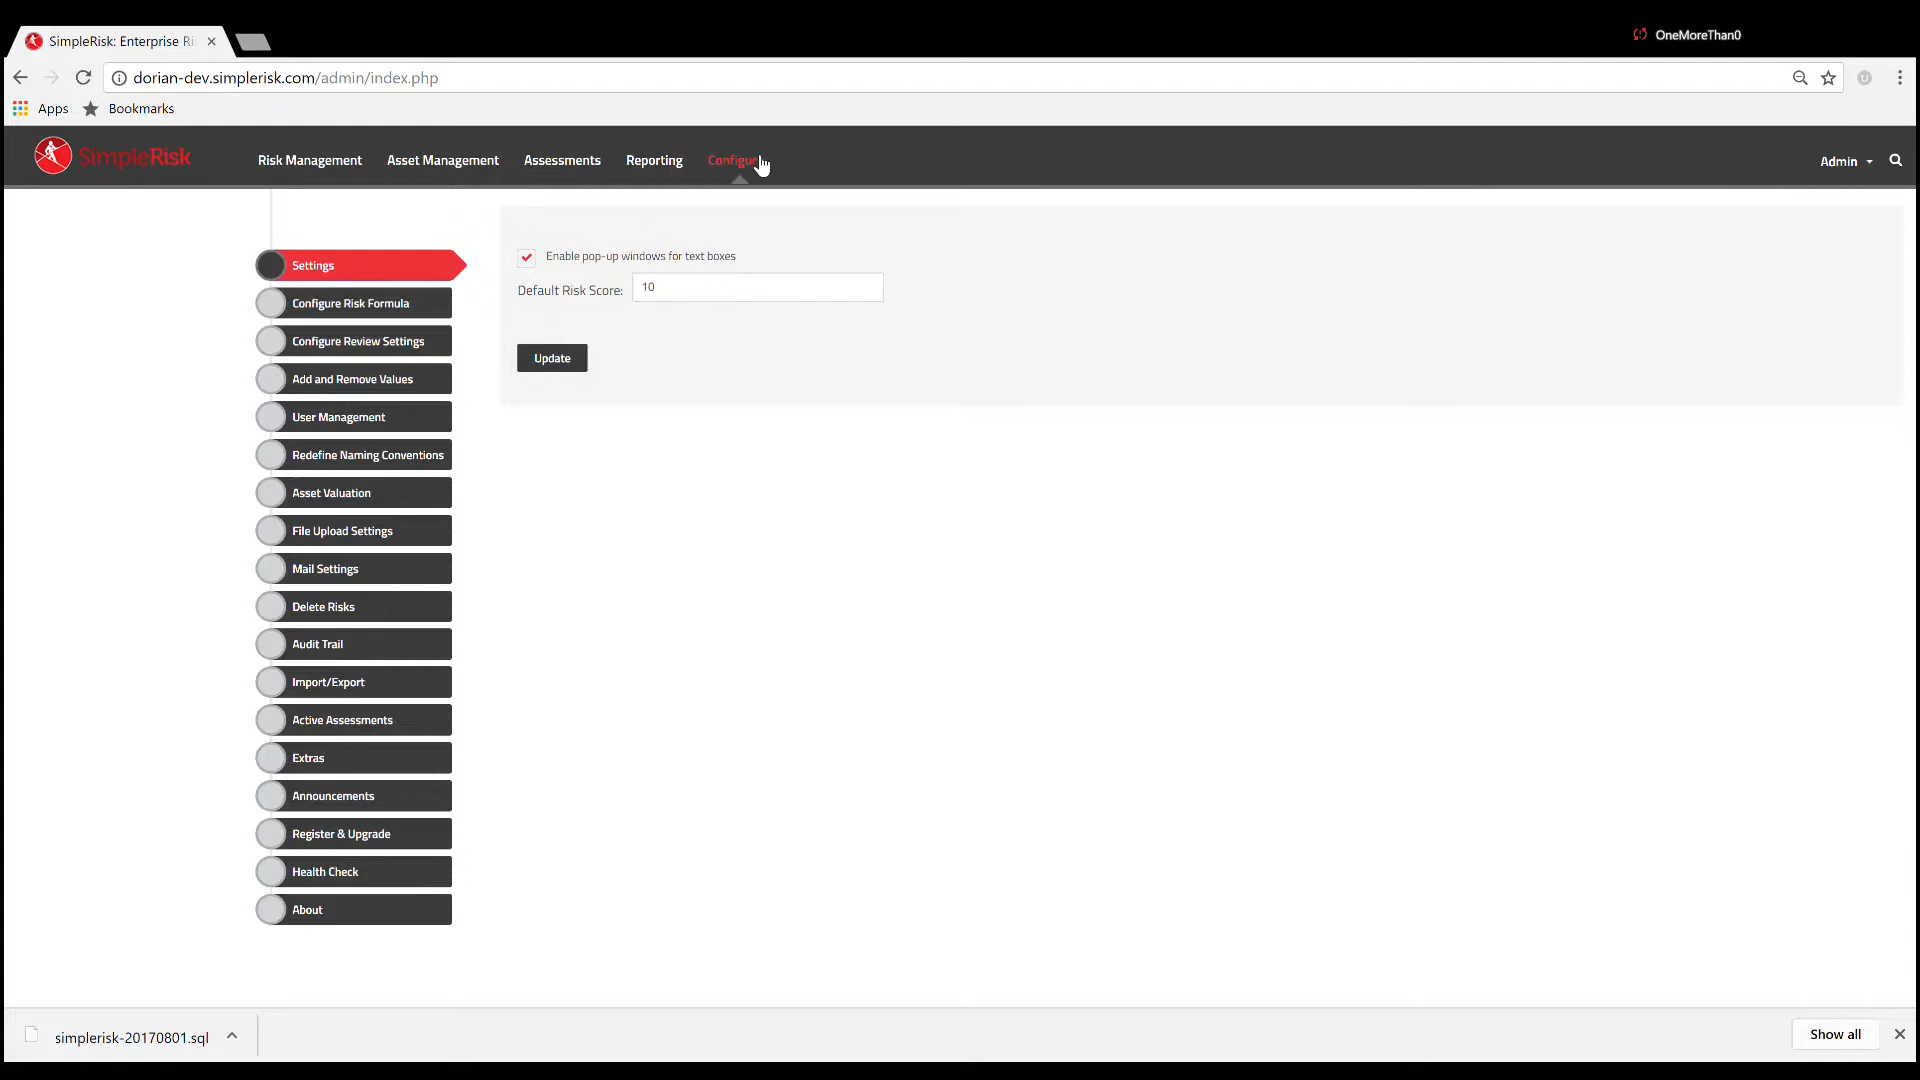 SimpleRisk: Enterprise Ri
OneMoreThan0
dorian-dev.simplerisk.com/admin/index.php
Apps
Bookmarks
SimpleRisk
Risk Management
Asset Management
Assessments
Reporting
Configur
Admin
Settings
Configure Risk Formula
Configure Review Settings
Add and Remove Values
User Management
Redefine Naming Conventions
Asset Valuation
File Upload Settings
Mail Settings
Delete Risks
Audit Trail
Import/Export
Active Assessments
Extras
Announcements
Register & Upgrade
Health Check
About
Enable pop-up windows for text boxes
Default Risk Score: 10
Update
simplerisk-20170801.sql
Show all